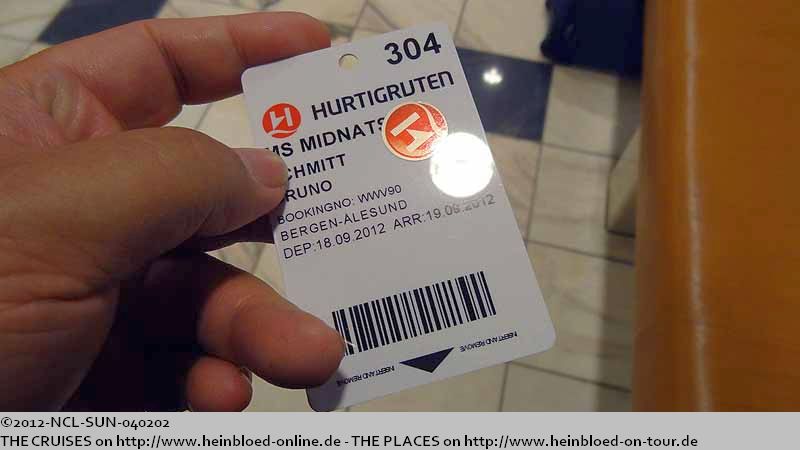 304
HURTIGRUTEN
MS MIDNATS
CHMITT
RUNO
BOOKINGNO: WVV90
BERGEN-ÅLESUND
DEP:18.09.2012 ARR:19.09.2012
INSERT AND REMOVE INSERT AND REMOVE
©2012-NCL-SUN-040202
THE CRUISES on http://www.heinbloed-online.de - THE PLACES on http://www.heinbloed-on-tour.de